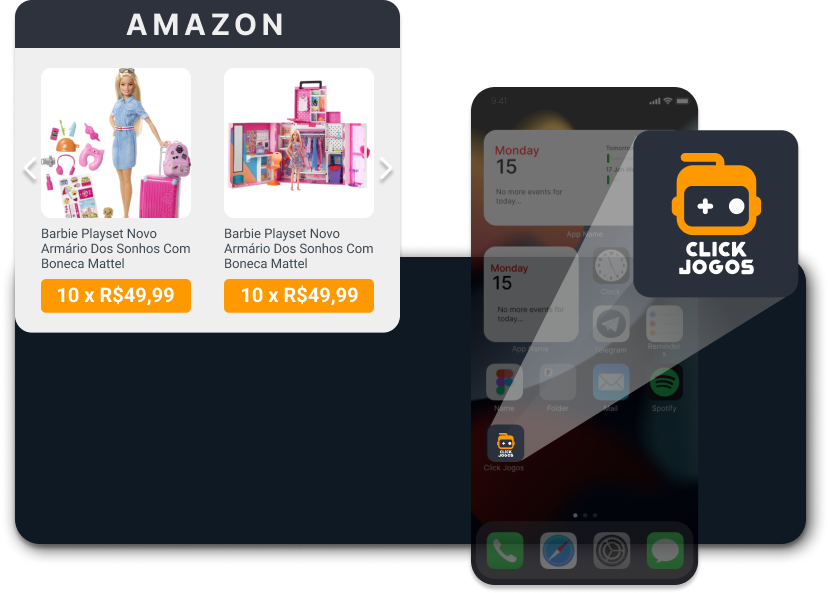 AMAZON
Barbie Playset Novo
Armário Dos Sonhos Com
Boneca Mattel
10 x R$49,99
Barbie Playset Novo
Armário Dos Sonhos Com
Boneca Mattel
10 x R$49,99
9:41
Monday
15
No more events for
today...
Tomorrow
App Name
CLICK
JOGOS
Monday
15
No more events for
today...
Clock
App Name
Telegram
Reminder
s
Name
Folder
Mail
Spotify
CLICK
JOGOS
Click Jogos